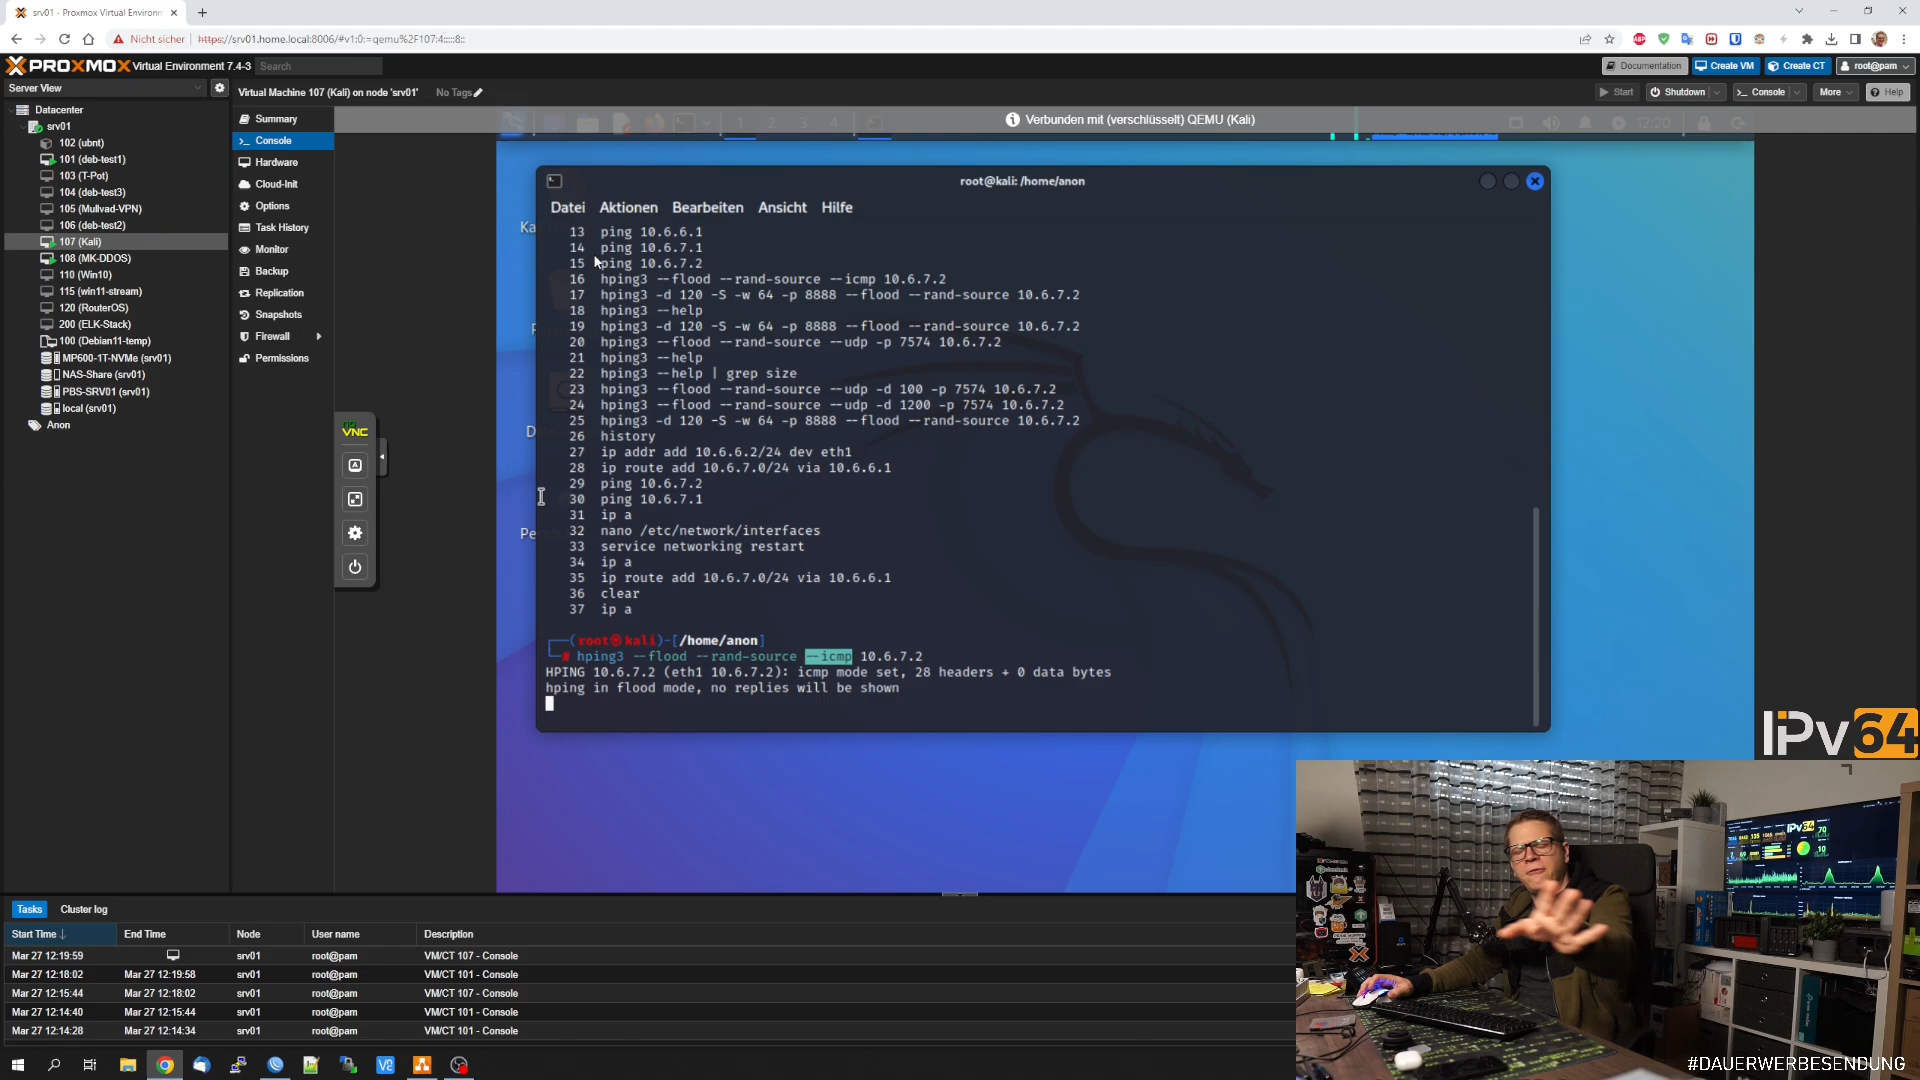 srv01 - Proxmox Virtual Environm
Nicht sicher
https://srv01.home.local:8006/#v1:0:=qemu%2F107:4:::::8::
PROXMOX Virtual Environment 7.4-3
Search
Documentation
Create VM
Create CT
root@pam
Server View
Virtual Machine 107 (Kali) on node 'srv01'
No Tags
Start
Shutdown
Console
More
Help
Datacenter
srv01
102 (ubnt)
101 (deb-test1)
103 (T-Pot)
104 (deb-test3)
105 (Mullvad-VPN)
106 (deb-test2)
107 (Kali)
108 (MK-DDOS)
110 (Win10)
115 (win11-stream)
120 (RouterOS)
200 (ELK-Stack)
100 (Debian11-temp)
MP600-1T-NVMe (srv01)
NAS-Share (srv01)
PBS-SRV01 (srv01)
local (srv01)
Anon
Summary
Console
Hardware
Cloud-Init
Options
Task History
Monitor
Backup
Replication
Snapshots
Firewall
Permissions
noVNC
1 2 3 4
Verbunden mit (verschlüsselt) QEMU (Kali)
12:20
root@kali: /home/anon
Datei Aktionen Bearbeiten Ansicht Hilfe
13 ping 10.6.6.1
14 ping 10.6.7.1
15 ping 10.6.7.2
16 hping3 --flood --rand-source --icmp 10.6.7.2
17 hping3 -d 120 -S -w 64 -p 8888 --flood --rand-source 10.6.7.2
18 hping3 --help
19 hping3 -d 120 -S -w 64 -p 8888 --flood --rand-source 10.6.7.2
20 hping3 --flood --rand-source --udp -p 7574 10.6.7.2
21 hping3 --help
22 hping3 --help | grep size
23 hping3 --flood --rand-source --udp -d 100 -p 7574 10.6.7.2
24 hping3 --flood --rand-source --udp -d 1200 -p 7574 10.6.7.2
25 hping3 -d 120 -S -w 64 -p 8888 --flood --rand-source 10.6.7.2
26 history
27 ip addr add 10.6.6.2/24 dev eth1
28 ip route add 10.6.7.0/24 via 10.6.6.1
29 ping 10.6.7.2
30 ping 10.6.7.1
31 ip a
32 nano /etc/network/interfaces
33 service networking restart
34 ip a
35 ip route add 10.6.7.0/24 via 10.6.6.1
36 clear
37 ip a
(root㉿kali)-[/home/anon]
# hping3 --flood --rand-source --icmp 10.6.7.2
HPING 10.6.7.2 (eth1 10.6.7.2): icmp mode set, 28 headers + 0 data bytes
hping in flood mode, no replies will be shown
IPv64
IPv64
Tasks
Cluster log
Start Time End Time Node User name Description
Mar 27 12:19:59 srv01 root@pam VM/CT 107 - Console
Mar 27 12:18:02 Mar 27 12:19:58 srv01 root@pam VM/CT 101 - Console
Mar 27 12:15:44 Mar 27 12:18:02 srv01 root@pam VM/CT 107 - Console
Mar 27 12:14:40 Mar 27 12:15:44 srv01 root@pam VM/CT 101 - Console
Mar 27 12:14:28 Mar 27 12:14:34 srv01 root@pam VM/CT 101 - Console
#DAUERWERBESENDUNG